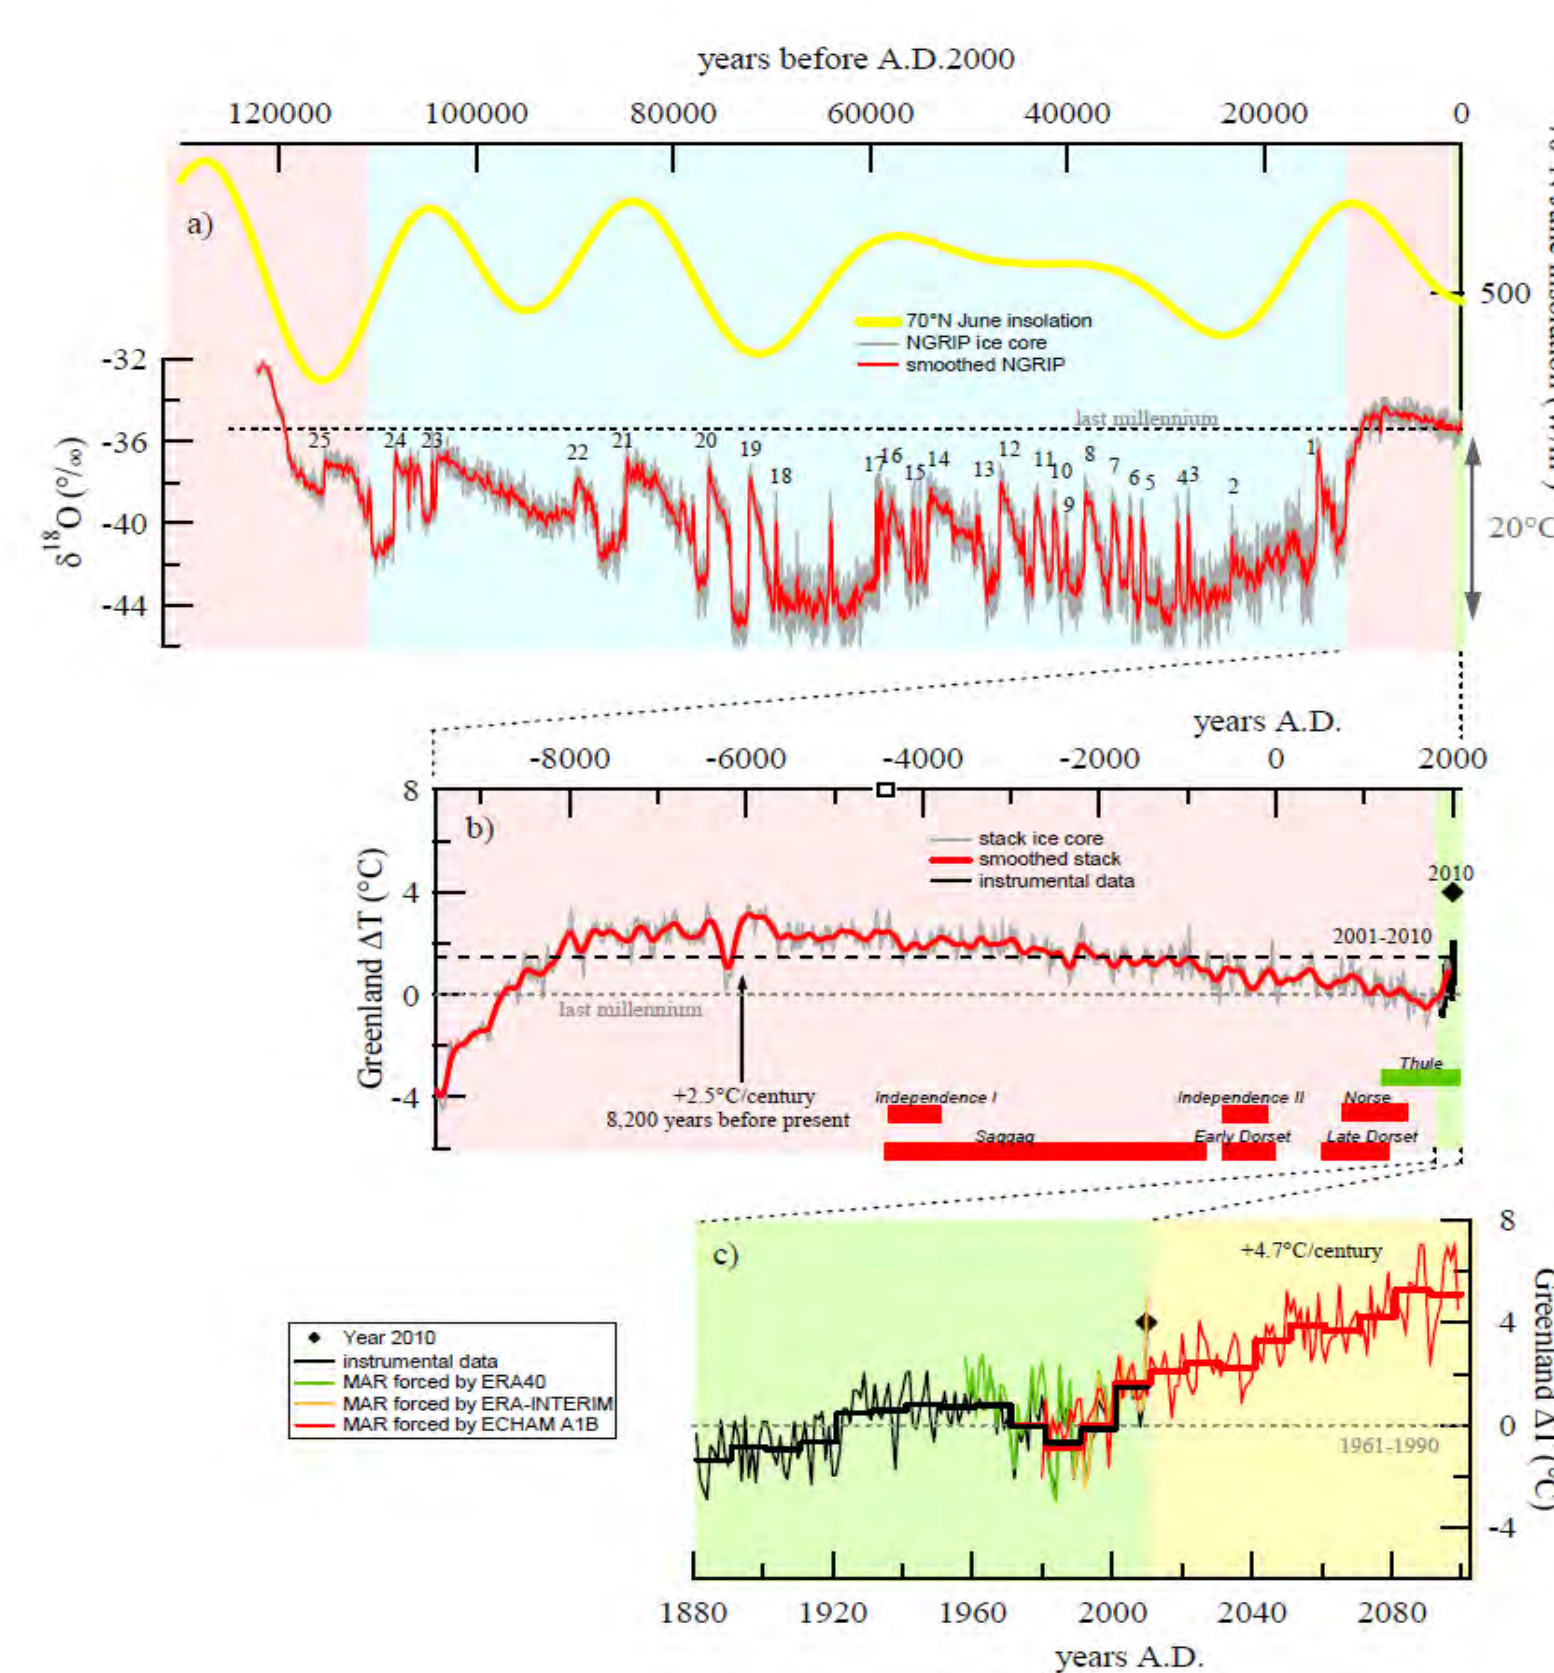 years before A.D.2000
120000 100000 80000 60000 40000 20000 0
a)
500
70°N June insolation
NGRIP ice core
smoothed NGRIP
-32
-36
-40
-44
δ18O (°/∞)
last millennium
25 24 23 22 21 20 19 18 17 16 15 14 13 12 11 10 9 8 7 6 5 4 3 2 1
20°C
years A.D.
-8000 -6000 -4000 -2000 0 2000
8
4
0
-4
Greenland ΔT (°C)
b)
stack ice core
smoothed stack
instrumental data
2010
2001-2010
last millennium
+2.5°C/century
8,200 years before present
Thule
Independence I
Independence II
Norse
Saqqaq
Early Dorset
Late Dorset
c)
+4.7°C/century
8
4
0
-4
Greenland ΔT (°C)
1961-1990
Year 2010
instrumental data
MAR forced by ERA40
MAR forced by ERA-INTERIM
MAR forced by ECHAM A1B
1880 1920 1960 2000 2040 2080
years A.D.